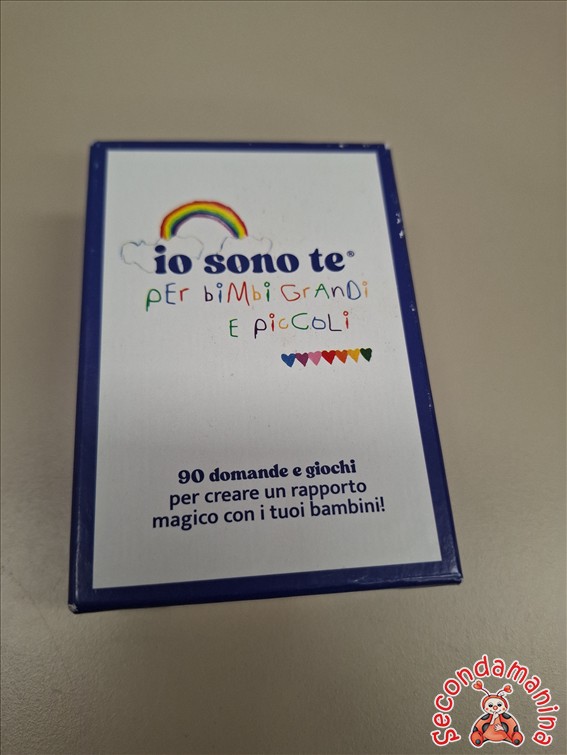 io sono te®
pEr biMbi GrAnDi
E piCCoLi
90 domande e giochi
per creare un rapporto
magico con i tuoi bambini!
Secondamanina